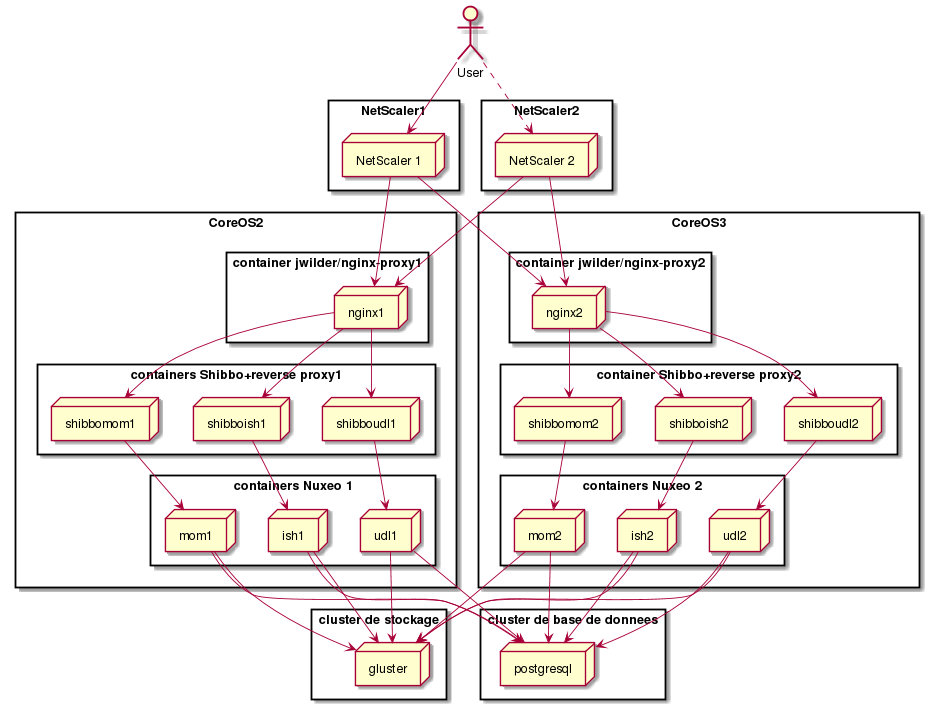 User
NetScaler1
NetScaler2
NetScaler 1
NetScaler 2
CoreOS2
CoreOS3
container jwilder/nginx-proxy1
container jwilder/nginx-proxy2
nginx1
nginx2
containers Shibbo+reverse proxy1
container Shibbo+reverse proxy2
shibbomom1
shibboish1
shibboudl1
shibbomom2
shibboish2
shibboudl2
containers Nuxeo 1
containers Nuxeo 2
mom1
ish1
udl1
mom2
ish2
udl2
cluster de stockage
cluster de base de donnees
gluster
postgresql